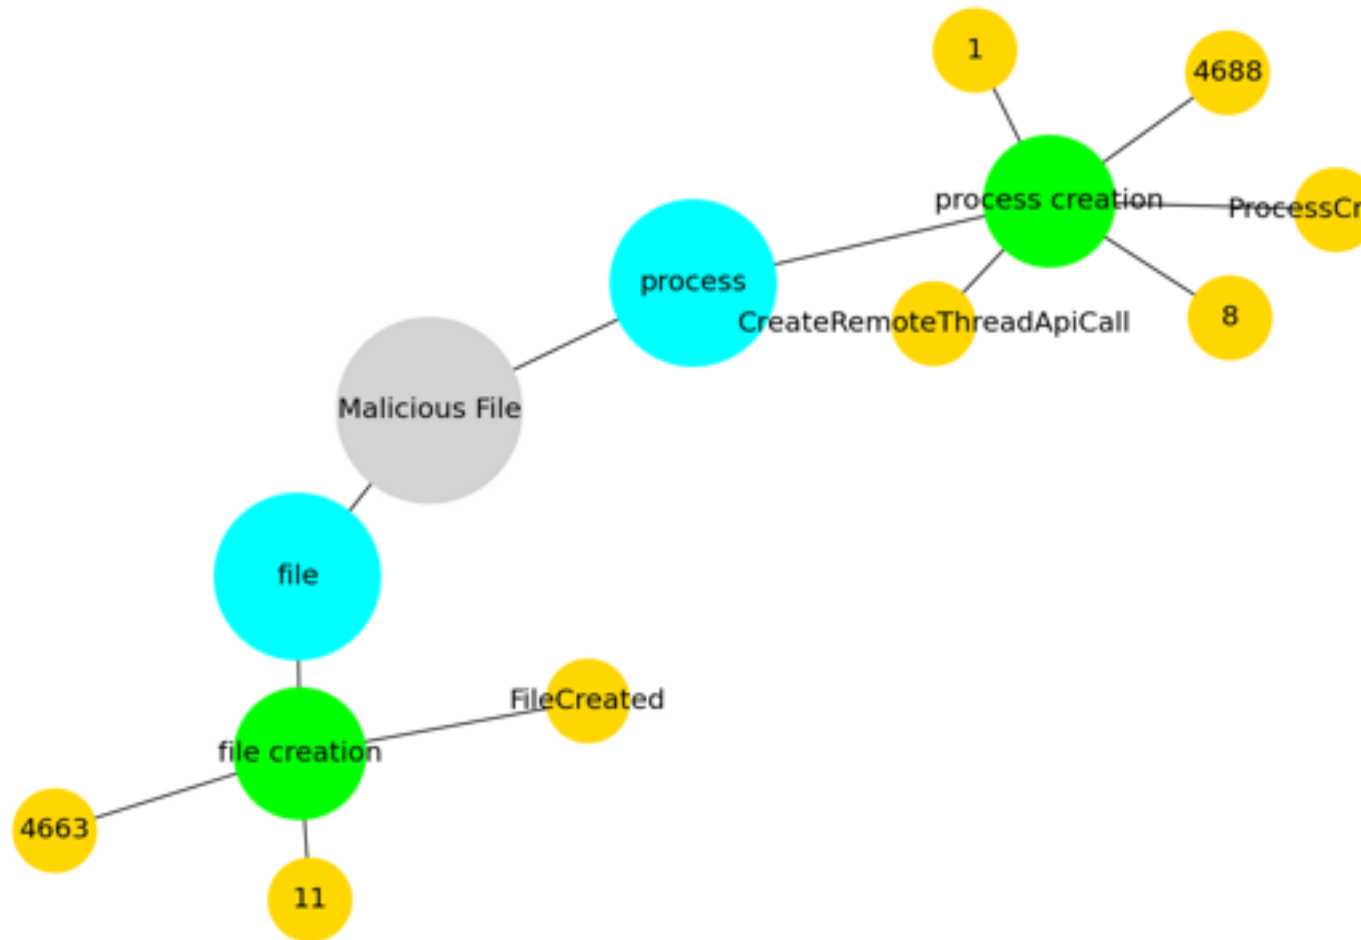 1
4688
process creation
ProcessCr
process
8
CreateRemoteThreadApiCall
Malicious File
file
FileCreated
file creation
4663
11